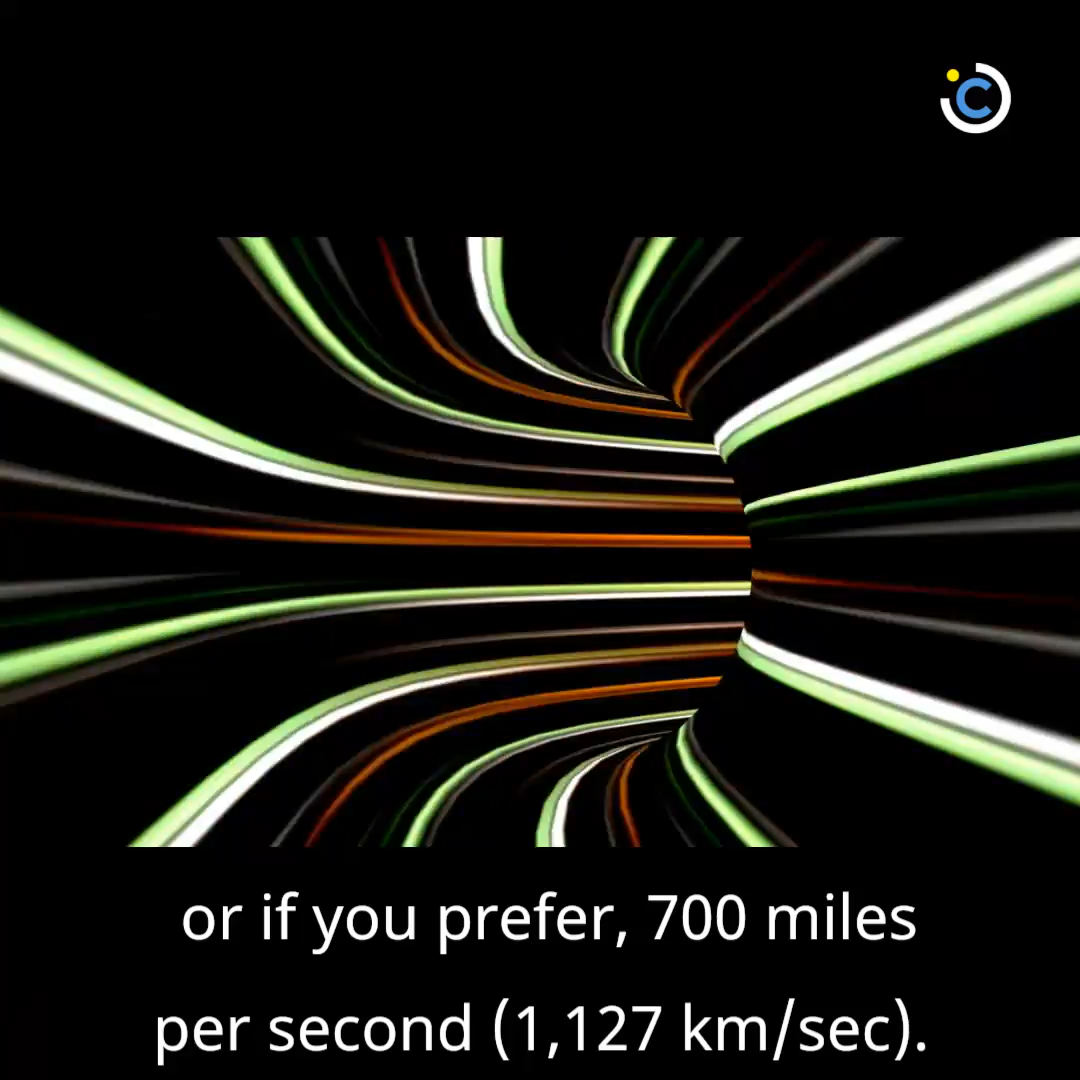 C
or if you prefer, 700 miles
per second (1,127 km/sec).